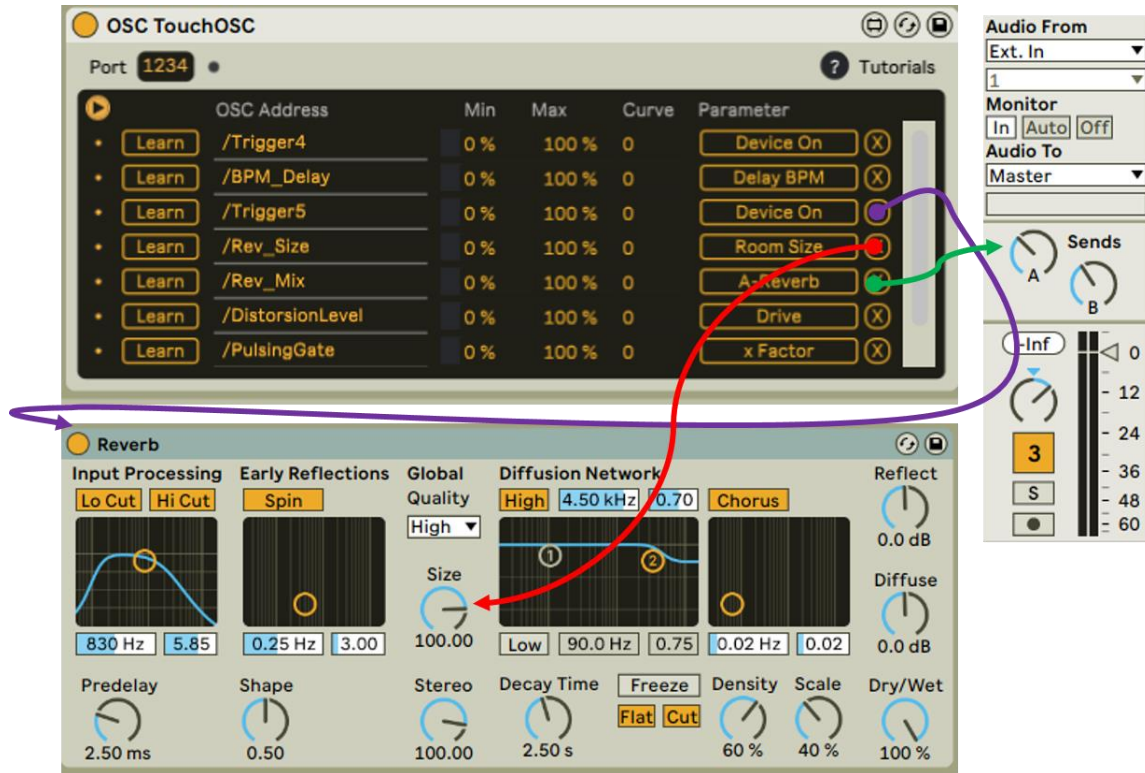 OSC TouchOSC
Port 1234
? Tutorials
OSC Address Min Max Curve Parameter
Learn /Trigger4 0 % 100 % 0 Device On X
Learn /BPM_Delay 0 % 100 % 0 Delay BPM X
Learn /Trigger5 0 % 100 % 0 Device On
Learn /Rev_Size 0 % 100 % 0 Room Size
Learn /Rev_Mix 0 % 100 % 0 A-Reverb
Learn /DistorsionLevel 0 % 100 % 0 Drive X
Learn /PulsingGate 0 % 100 % 0 x Factor X
Audio From
Ext. In
1
Monitor
In Auto Off
Audio To
Master
Sends
A
B
-Inf
0
12
24
3
36
S
48
60
Reverb
Input Processing Early Reflections Global Diffusion Network Reflect
Lo Cut Hi Cut Spin Quality High 4.50 kHz 0.70 Chorus
High
0.0 dB
1 2
Size Diffuse
100.00
830 Hz 5.85 0.25 Hz 3.00 Low 90.0 Hz 0.75 0.02 Hz 0.02 0.0 dB
Predelay Shape Stereo Decay Time Freeze Density Scale Dry/Wet
Flat Cut
2.50 ms 0.50 100.00 2.50 s 60 % 40 % 100 %